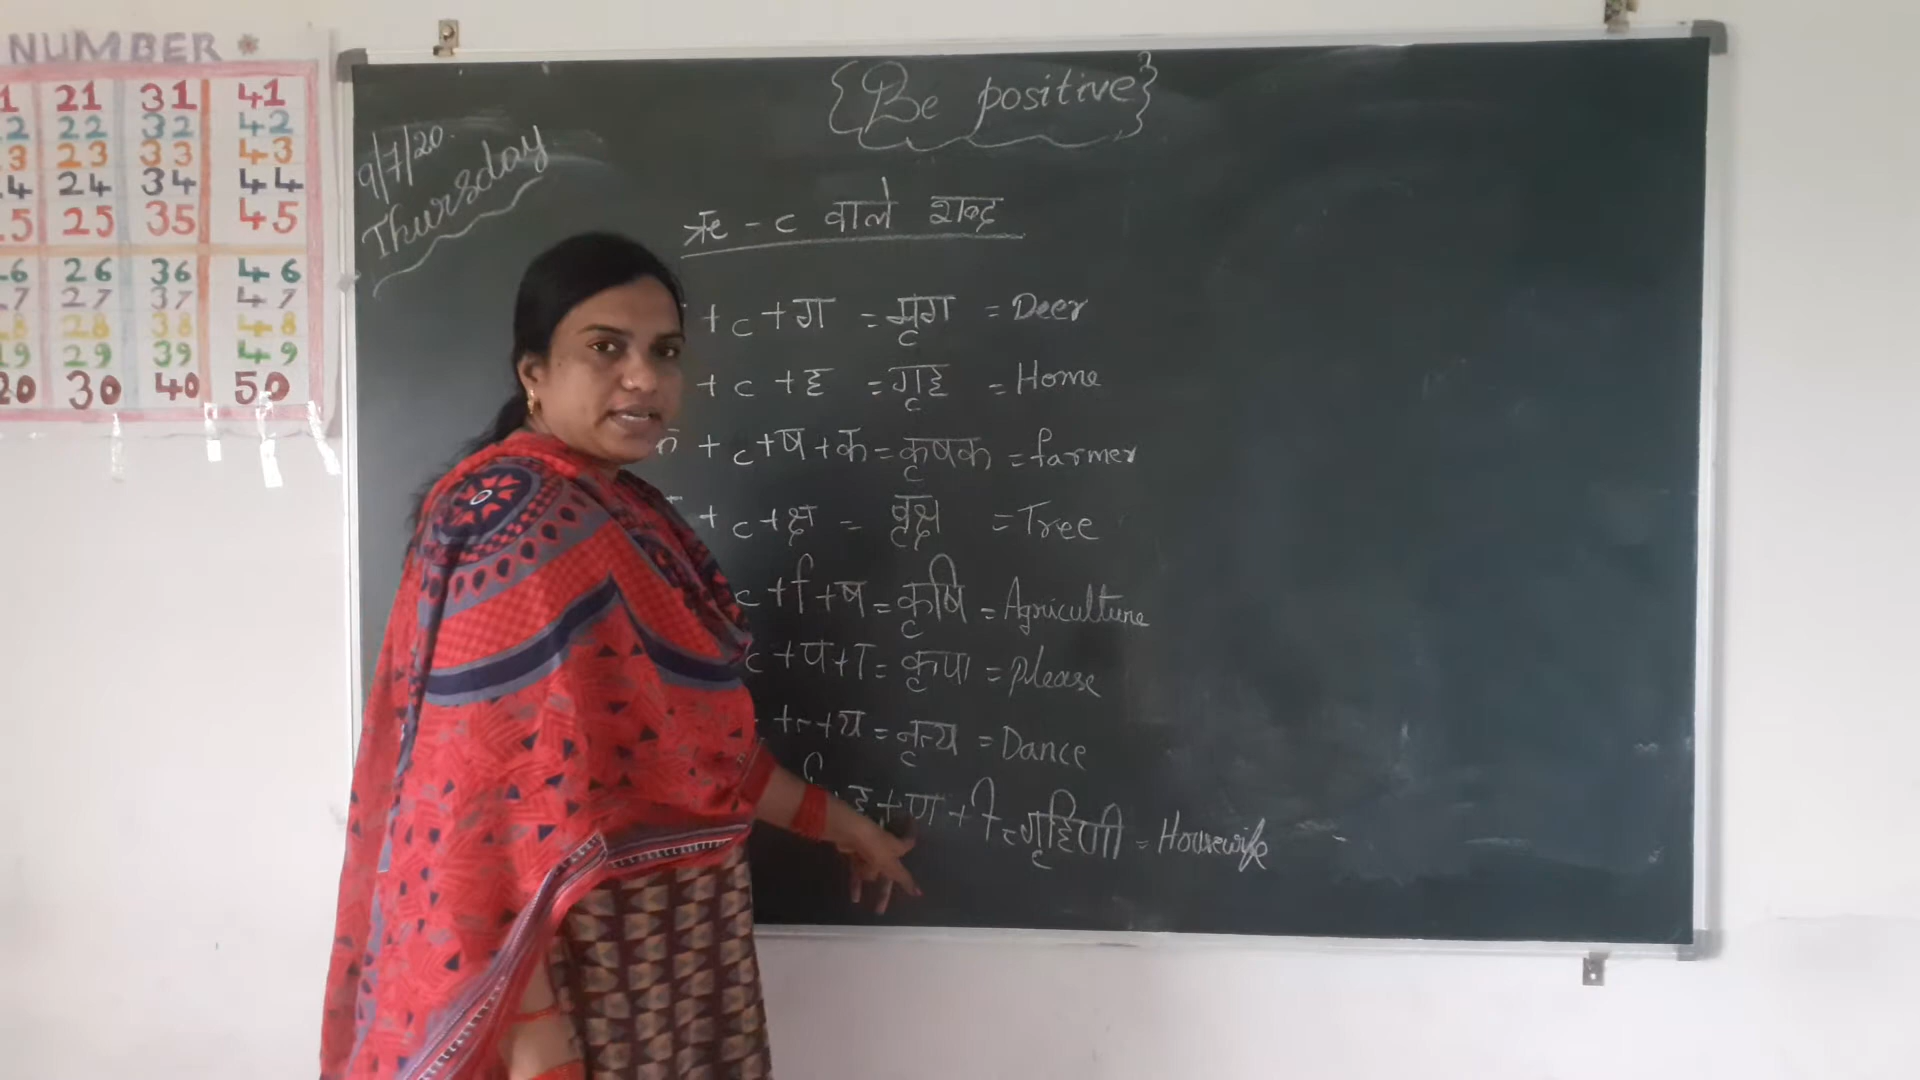 NUMBER *
1 21 31 41
2 22 32 42
3 23 33 43
4 24 34 44
5 25 35 45
6 26 36 46
7 27 37 47
8 28 38 48
9 29 39 49
20 30 40 50
{Be positive}
9/7/20.
Thursday
ऋ - ृ वाले शब्द
+ ृ + ग = मृग = Deer
+ ृ + ह = गृह = Home
+ ृ + ष + क = कृषक = farmer
+ ृ + क्ष = वृक्ष = Tree
ृ + ि + ष = कृषि = Agriculture
ृ + प + ा = कृपा = please
+ त् + य = नृत्य = Dance
ि + ह + ण + ी = गृहिणी = Housewife